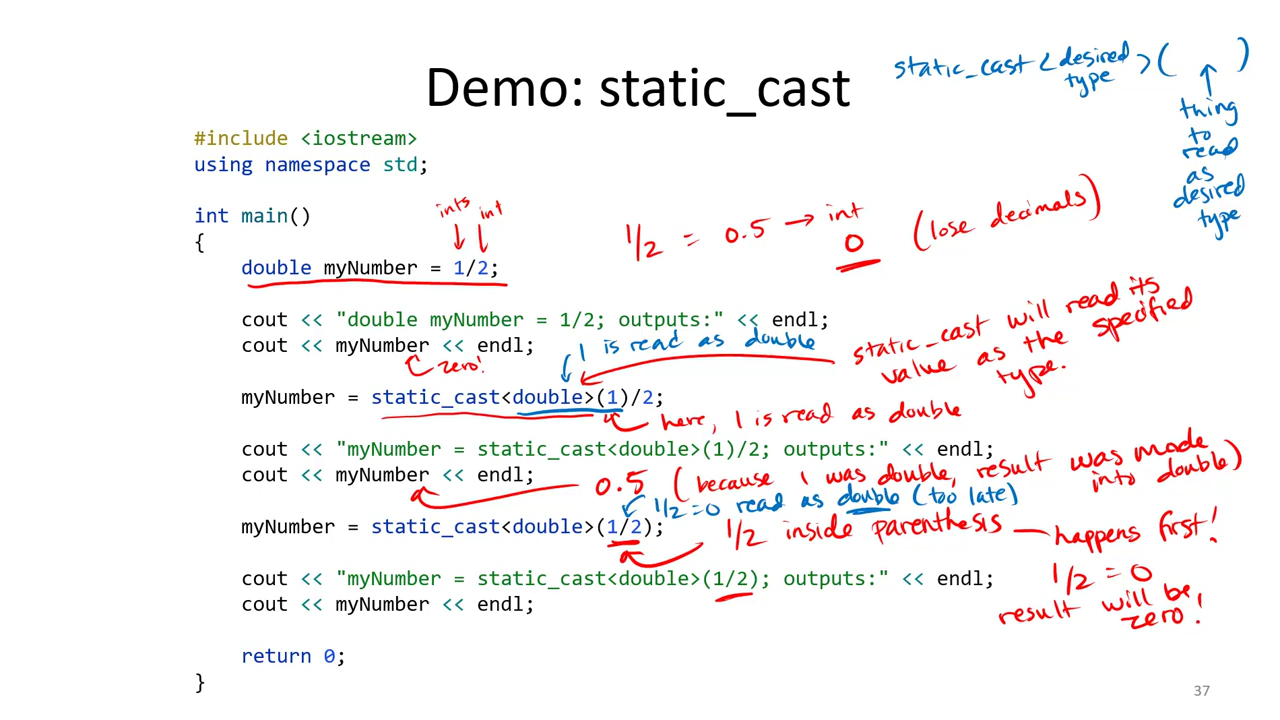 Demo: static_cast
static_cast <desired type> ( )
thing
to
read
as
desired
type
#include <iostream>
using namespace std;
int main()
{
ints int
double myNumber = 1/2;
1/2 = 0.5 → int 0 (lose decimals)
cout << "double myNumber = 1/2; outputs:" << endl;
cout << myNumber << endl;
zero!
1 is read as double
static_cast will read its
value as the specified
type.
myNumber = static_cast<double>(1)/2;
here, 1 is read as double
cout << "myNumber = static_cast<double>(1)/2; outputs:" << endl;
cout << myNumber << endl;
0.5 (because 1 was double, result was made
into double)
1/2=0 read as double (too late)
myNumber = static_cast<double>(1/2);
1/2 inside parenthesis — happens first!
1/2 = 0
result will be
zero!
cout << "myNumber = static_cast<double>(1/2); outputs:" << endl;
cout << myNumber << endl;
return 0;
}
37